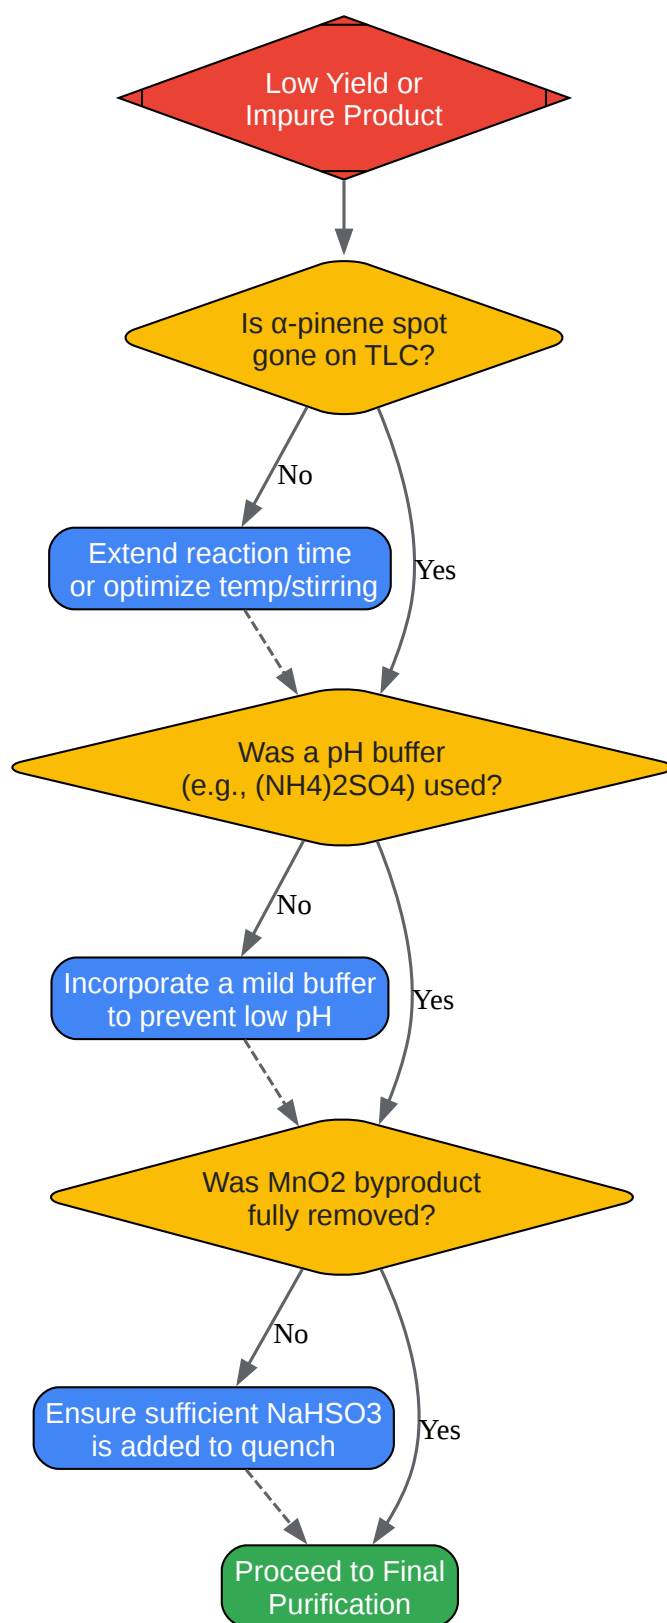 Low Yield or
Impure Product
Is α-pinene spot
gone on TLC?
No
Extend reaction time
or optimize temp/stirring
Yes
Was a pH buffer
(e.g., (NH4)2SO4) used?
No
Incorporate a mild buffer
to prevent low pH
Yes
Was MnO2 byproduct
fully removed?
No
Ensure sufficient NaHSO3
is added to quench
Yes
Proceed to Final
Purification